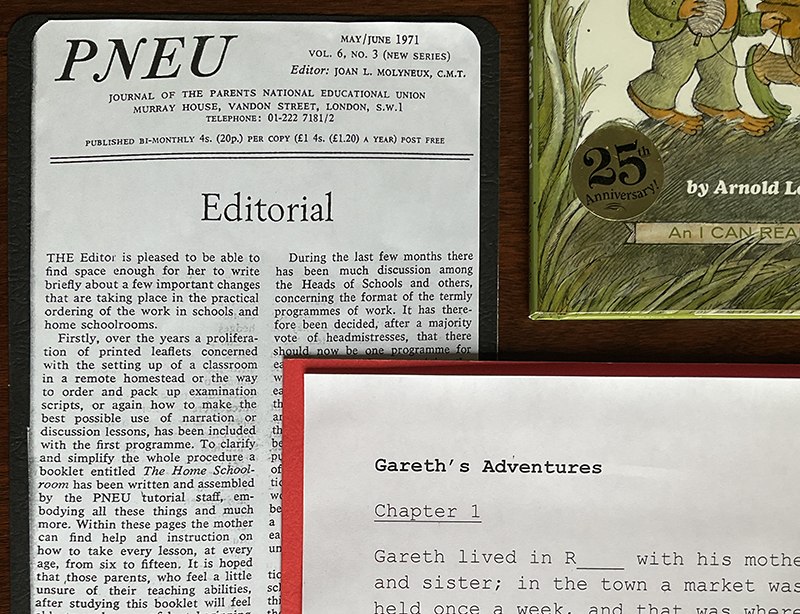 PNEU
MAY/JUNE 1971
VOL. 6, NO. 3 (NEW SERIES)
Editor: JOAN L. MOLYNEUX, C.M.T.
JOURNAL OF THE PARENTS NATIONAL EDUCATIONAL UNION
MURRAY HOUSE, VANDON STREET, LONDON, S.W.1
TELEPHONE: 01-222 7181/2
PUBLISHED BI-MONTHLY 4s. (20p.) PER COPY (£1 4s. (£1.20) A YEAR) POST FREE
Editorial
THE Editor is pleased to be able to
find space enough for her to write
briefly about a few important changes
that are taking place in the practical
ordering of the work in schools and
home schoolrooms.
Firstly, over the years a prolifera-
tion of printed leaflets concerned
with the setting up of a classroom
in a remote homestead or the way
to order and pack up examination
scripts, or again how to make the
best possible use of narration or
discussion lessons, has been included
with the first programme. To clarify
and simplify the whole procedure a
booklet entitled The Home School-
room has been written and assembled
by the PNEU tutorial staff, em-
bodying all these things and much
more. Within these pages the mother
can find help and instruction on
how to take every lesson, at every
age, from six to fifteen. It is hoped
that those parents, who feel a little
unsure of their teaching abilities,
after studying this booklet will feel
During the last few months there
has been much discussion among
the Heads of Schools and others,
concerning the format of the termly
programmes of work. It has there-
fore been decided, after a majority
vote of headmistresses, that there
should now be one programme for
25th
Anniversary!
by Arnold
An I CAN
Gareth's Adventures
Chapter 1
Gareth lived in R____ with his
and sister; in the town a market was
held once a week, and that was